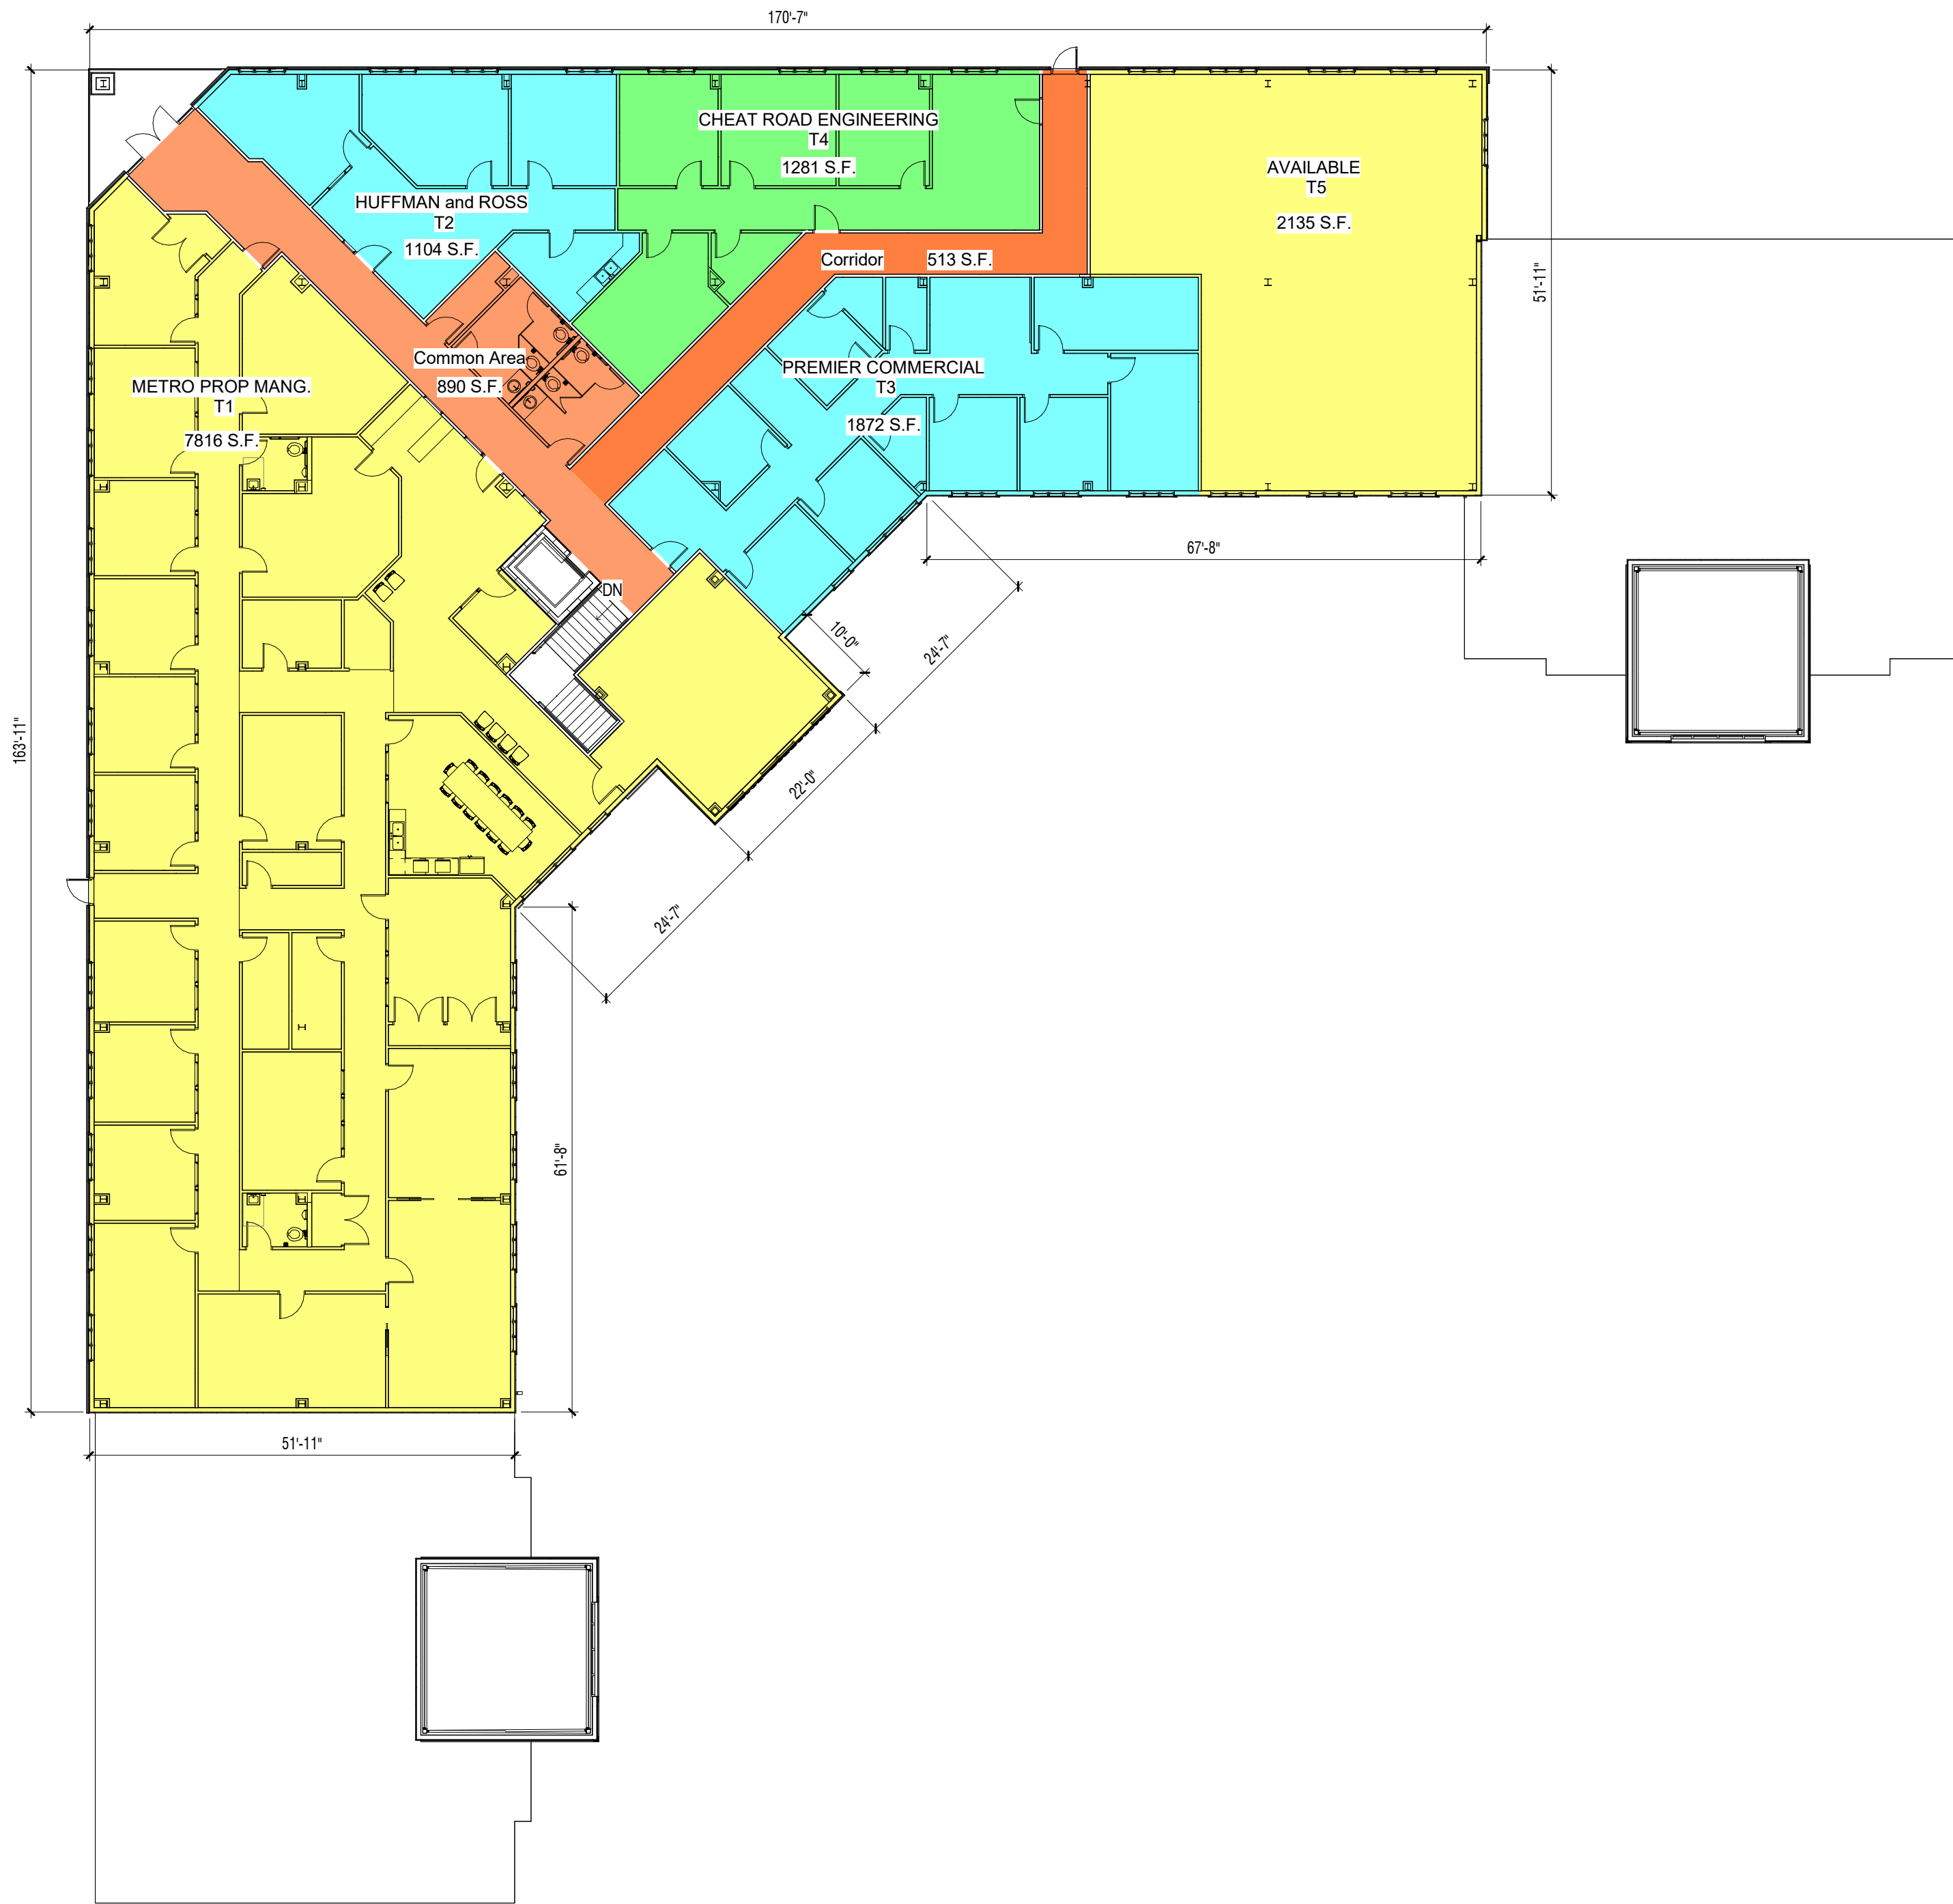 170'-7"
CHEAT ROAD ENGINEERING
T4
1281 S.F.
AVAILABLE
T5
2135 S.F.
HUFFMAN and ROSS
T2
1104 S.F.
Corridor 513 S.F.
51'-11"
Common Area
890 S.F.
PREMIER COMMERCIAL
T3
1872 S.F.
METRO PROP MANG.
T1
7816 S.F.
67'-8"
DN
10'-0"
24'-7"
163'-11"
22'-0"
24'-7"
61'-8"
51'-11"